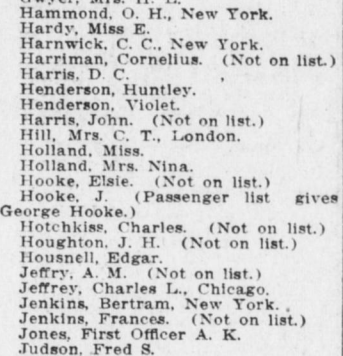 Hammond, O. H., New York.
Hardy, Miss E.
Harnwick, C. C., New York.
Harriman, Cornelius. (Not on list.)
Harris, D. C.
Henderson, Huntley.
Henderson, Violet.
Harris, John. (Not on list.)
Hill, Mrs. C. T., London.
Holland, Miss.
Holland, Mrs. Nina.
Hooke, Elsie. (Not on list.)
Hooke, J. (Passenger list gives
George Hooke.)
Hotchkiss, Charles. (Not on list.)
Houghton, J. H. (Not on list.)
Housnell, Edgar.
Jeffry, A. M. (Not on list.)
Jeffrey, Charles L., Chicago.
Jenkins, Bertram, New York.
Jenkins, Frances. (Not on list.)
Jones, First Officer A. K.
Judson, Fred S.